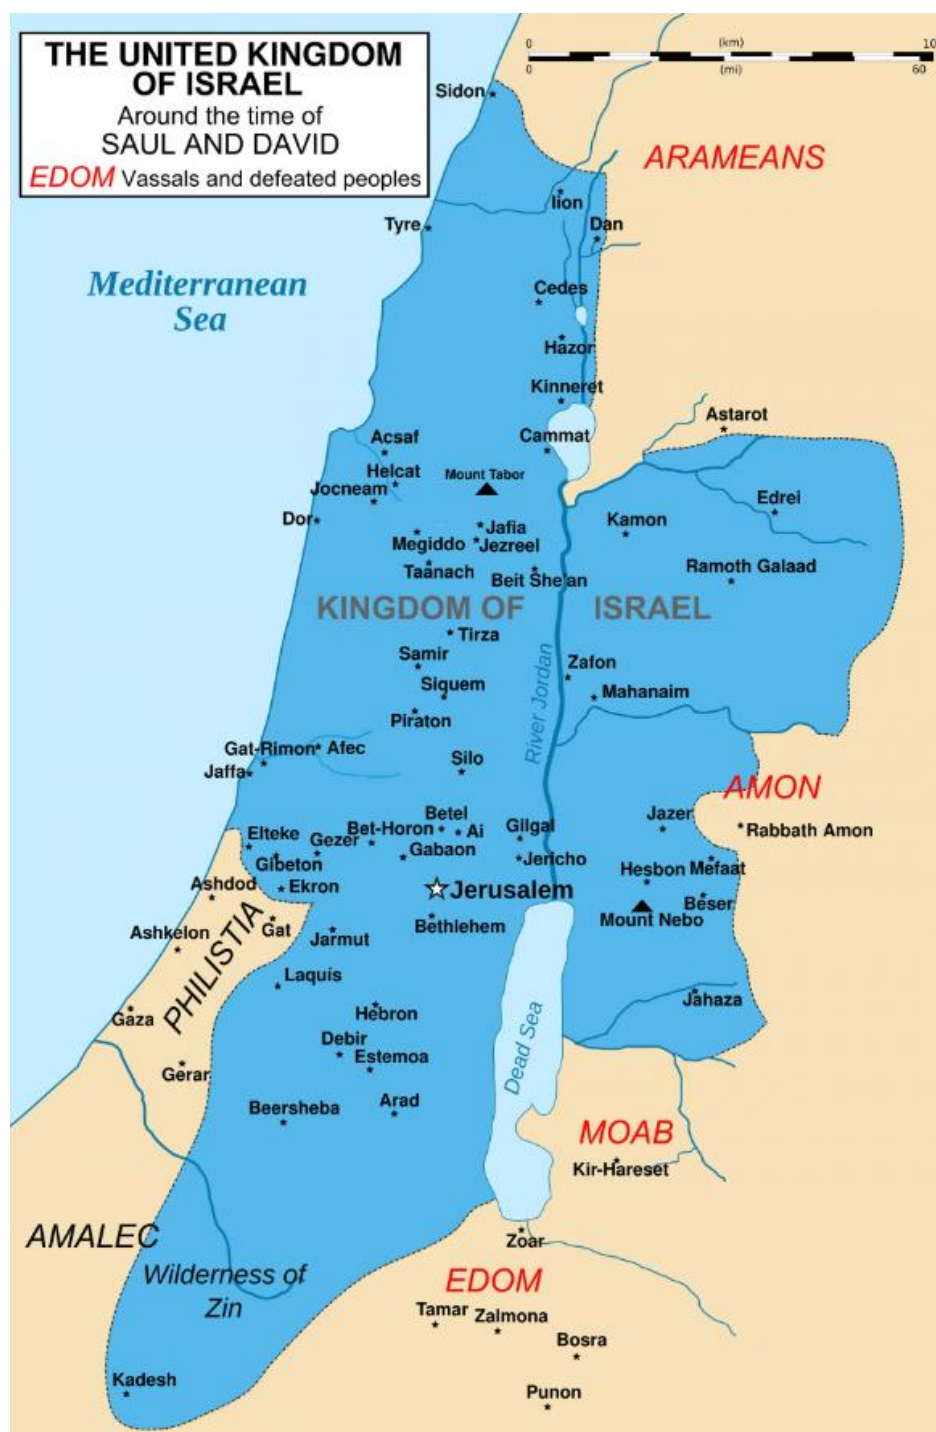 THE UNITED KINGDOM
OF ISRAEL
Around the time of
SAUL AND DAVID
EDOM Vassals and defeated peoples
0 (km) 10
0 (mi) 60
Sidon
ARAMEANS
Iion
Tyre
Dan
Mediterranean
Sea
Cedes
Hazor
Kinneret
Astarot
Acsaf
Cammat
Helcat
Mount Tabor
Jocneam
Edrei
Dor
Kamon
Jafia
Megiddo
Jezreel
Taanach
Beit She'an
Ramoth Galaad
KINGDOM OF ISRAEL
Tirza
Samir
Zafon
Siquem
Mahanaim
River Jordan
Piraton
Gat-Rimon
Afec
Silo
Jaffa
AMON
Betel
Jazer
Elteke
Bet-Horon
Ai
Gilgal
Rabbath Amon
Gezer
Gabaon
Gibeton
Jericho
Hesbon
Mefaat
Ashdod
Ekron
Jerusalem
Beser
Mount Nebo
Gat
Bethlehem
Ashkelon
Jarmut
PHILISTIA
Laquis
Jahaza
Gaza
Hebron
Dead Sea
Debir
Estemoa
Gerar
Beersheba
Arad
MOAB
Kir-Hareset
AMALEC
Zoar
Wilderness of
Zin
EDOM
Tamar
Zalmona
Bosra
Kadesh
Punon